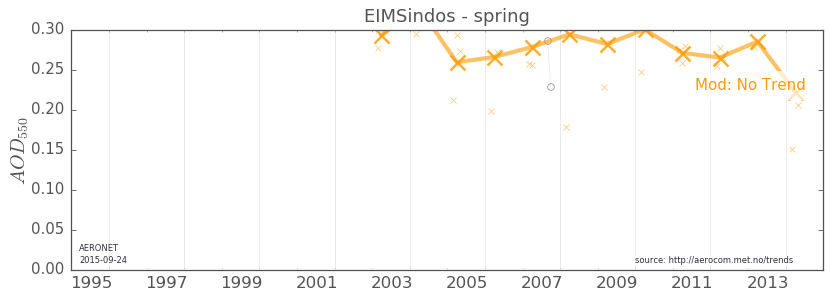 EIMSindos - spring
0.30
0.25
0.20
0.15
0.10
0.05
0.00
AOD550
Mod: No Trend
AERONET
2015-09-24
source: http://aerocom.met.no/trends
1995 1997 1999 2001 2003 2005 2007 2009 2011 2013